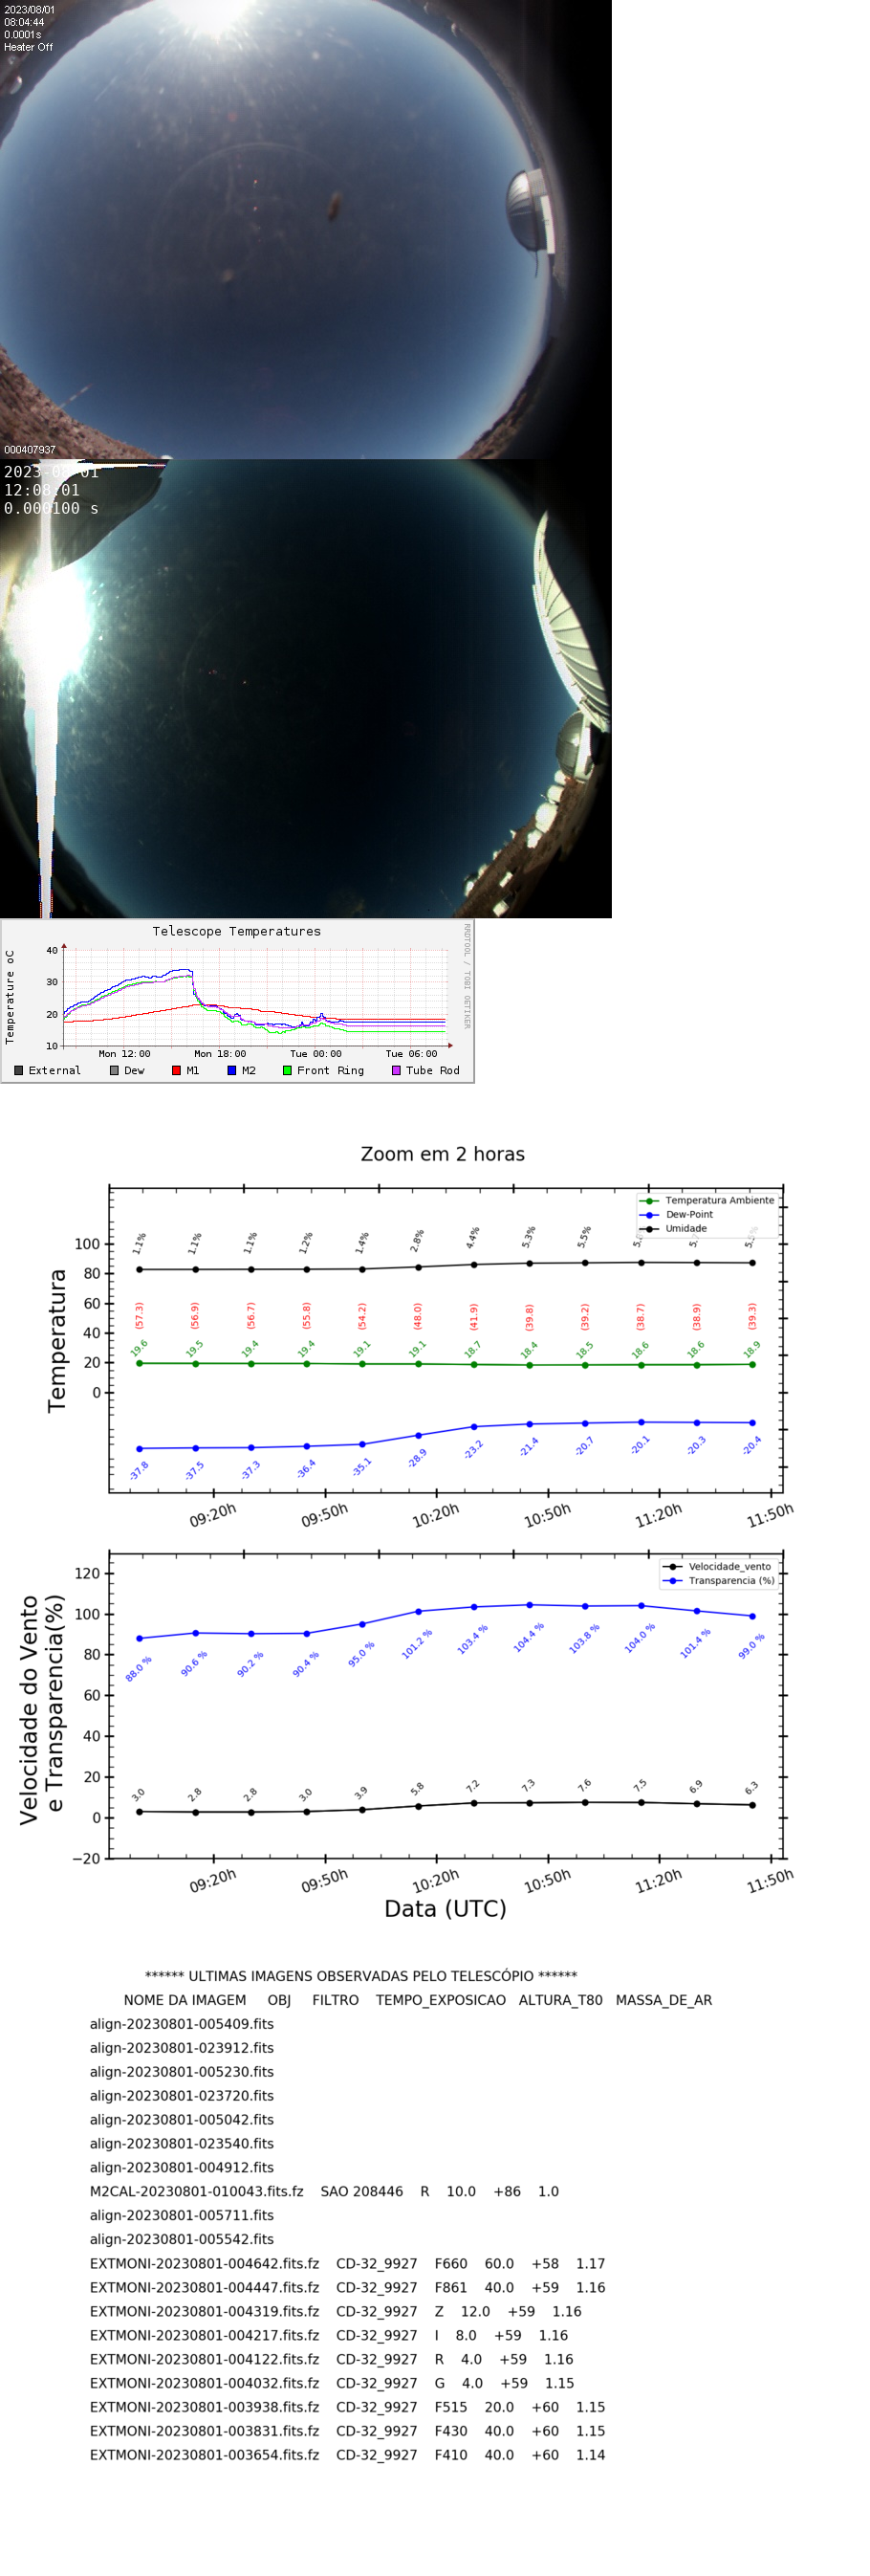 2023/08/01
08:04:44
0.0001s
Heater Off
000407937
2023-08-01
12:08:01
0.000100 s
Telescope Temperatures
RRDTOOL / TOBI OETIKER
Temperature oC
40
30
20
10
Mon 12:00 Mon 18:00 Tue 00:00 Tue 06:00
External Dew M1 M2 Front Ring Tube Rod
Zoom em 2 horas
Temperatura Ambiente
Dew-Point
Umidade
Temperatura
100
80
60
40
20
0
1.1% 1.1% 1.1% 1.2% 1.4% 2.8% 4.4% 5.3% 5.5%
(57.3) (56.9) (56.7) (55.8) (54.2) (48.0) (41.9) (39.8) (39.2) (38.7) (38.9) (39.3)
19.6 19.5 19.4 19.4 19.1 19.1 18.7 18.4 18.5 18.6 18.6 18.9
-37.8 -37.5 -37.3 -36.4 -35.1 -28.9 -23.2 -21.4 -20.7 -20.1 -20.3 -20.4
09:20h 09:50h 10:20h 10:50h 11:20h 11:50h
Velocidade_vento
Transparencia (%)
Velocidade do Vento
e Transparencia(%)
120
100
80
60
40
20
0
−20
88.0 % 90.6 % 90.2 % 90.4 % 95.0 % 101.2 % 103.4 % 104.4 % 103.8 % 104.0 % 101.4 % 99.0 %
3.0 2.8 2.8 3.0 3.9 5.8 7.2 7.3 7.6 7.5 6.9 6.3
09:20h 09:50h 10:20h 10:50h 11:20h 11:50h
Data (UTC)
****** ULTIMAS IMAGENS OBSERVADAS PELO TELESCÓPIO ******
NOME DA IMAGEM OBJ FILTRO TEMPO_EXPOSICAO ALTURA_T80 MASSA_DE_AR
align-20230801-005409.fits
align-20230801-023912.fits
align-20230801-005230.fits
align-20230801-023720.fits
align-20230801-005042.fits
align-20230801-023540.fits
align-20230801-004912.fits
M2CAL-20230801-010043.fits.fz SAO 208446 R 10.0 +86 1.0
align-20230801-005711.fits
align-20230801-005542.fits
EXTMONI-20230801-004642.fits.fz CD-32_9927 F660 60.0 +58 1.17
EXTMONI-20230801-004447.fits.fz CD-32_9927 F861 40.0 +59 1.16
EXTMONI-20230801-004319.fits.fz CD-32_9927 Z 12.0 +59 1.16
EXTMONI-20230801-004217.fits.fz CD-32_9927 I 8.0 +59 1.16
EXTMONI-20230801-004122.fits.fz CD-32_9927 R 4.0 +59 1.16
EXTMONI-20230801-004032.fits.fz CD-32_9927 G 4.0 +59 1.15
EXTMONI-20230801-003938.fits.fz CD-32_9927 F515 20.0 +60 1.15
EXTMONI-20230801-003831.fits.fz CD-32_9927 F430 40.0 +60 1.15
EXTMONI-20230801-003654.fits.fz CD-32_9927 F410 40.0 +60 1.14